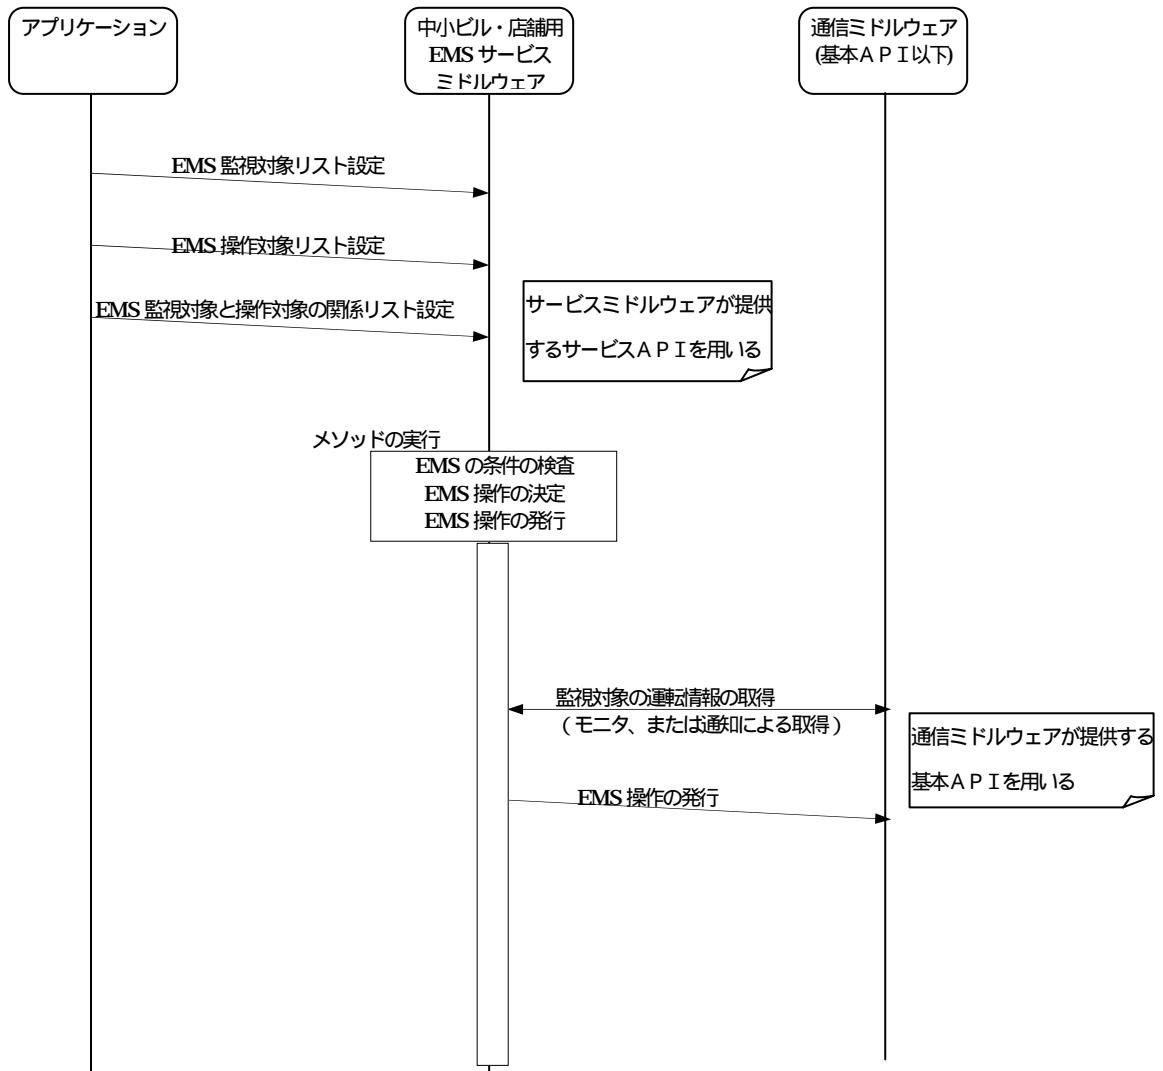 アプリケーション
中小ビル・店舗用
EMS サービス
ミドルウェア
通信ミドルウェア
(基本ＡＰＩ以下)
EMS 監視対象リスト設定
EMS 操作対象リスト設定
EMS 監視対象と操作対象の関係リスト設定
サービスミドルウェアが提供
するサービスＡＰＩを用いる
メソッドの実行
EMS の条件の検査
EMS 操作の決定
EMS 操作の発行
監視対象の運転情報の取得
（モニタ、または通知による取得）
通信ミドルウェアが提供する
基本ＡＰＩを用いる
EMS 操作の発行